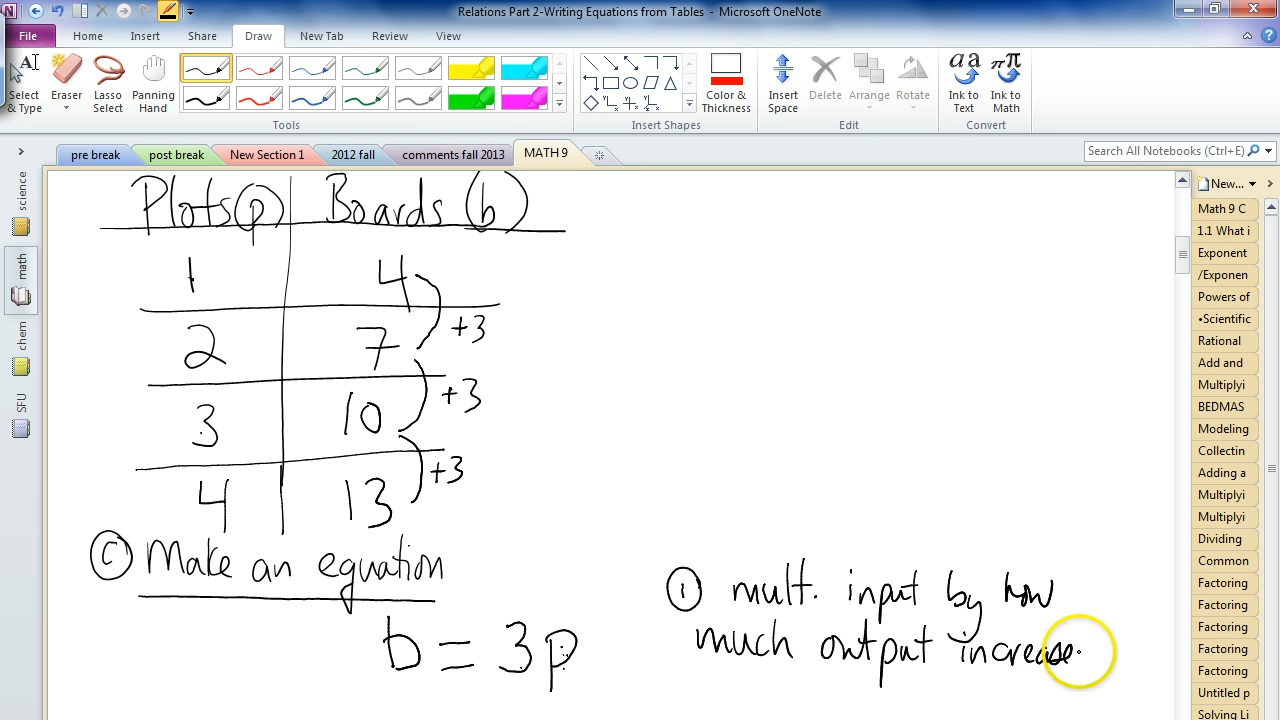 Relations Part 2-Writing Equations from Tables - Microsoft OneNote
File Home Insert Share Draw New Tab Review View
Select & Type
Eraser
Lasso Select
Panning Hand
Color & Thickness
Insert Space
Delete
Arrange
Rotate
Ink to Text
Ink to Math
Tools Insert Shapes Edit Convert
pre break post break New Section 1 2012 fall comments fall 2013 MATH 9
Search All Notebooks (Ctrl+E)
science
math
chem
SFU
Plots (p) Boards (b)
1 4
+3
2 7
+3
3 10
+3
4 13
(C) Make an equation
b = 3p
(1) mult. input by how
much output increase
New...
Math 9 C
1.1 What i
Exponent
/Exponen
Powers of
•Scientific
Rational
Add and
Multiplyi
BEDMAS
Modeling
Collectin
Adding a
Multiplyi
Multiplyi
Dividing
Common
Factoring
Factoring
Factoring
Factoring
Factoring
Untitled p
Solving Li